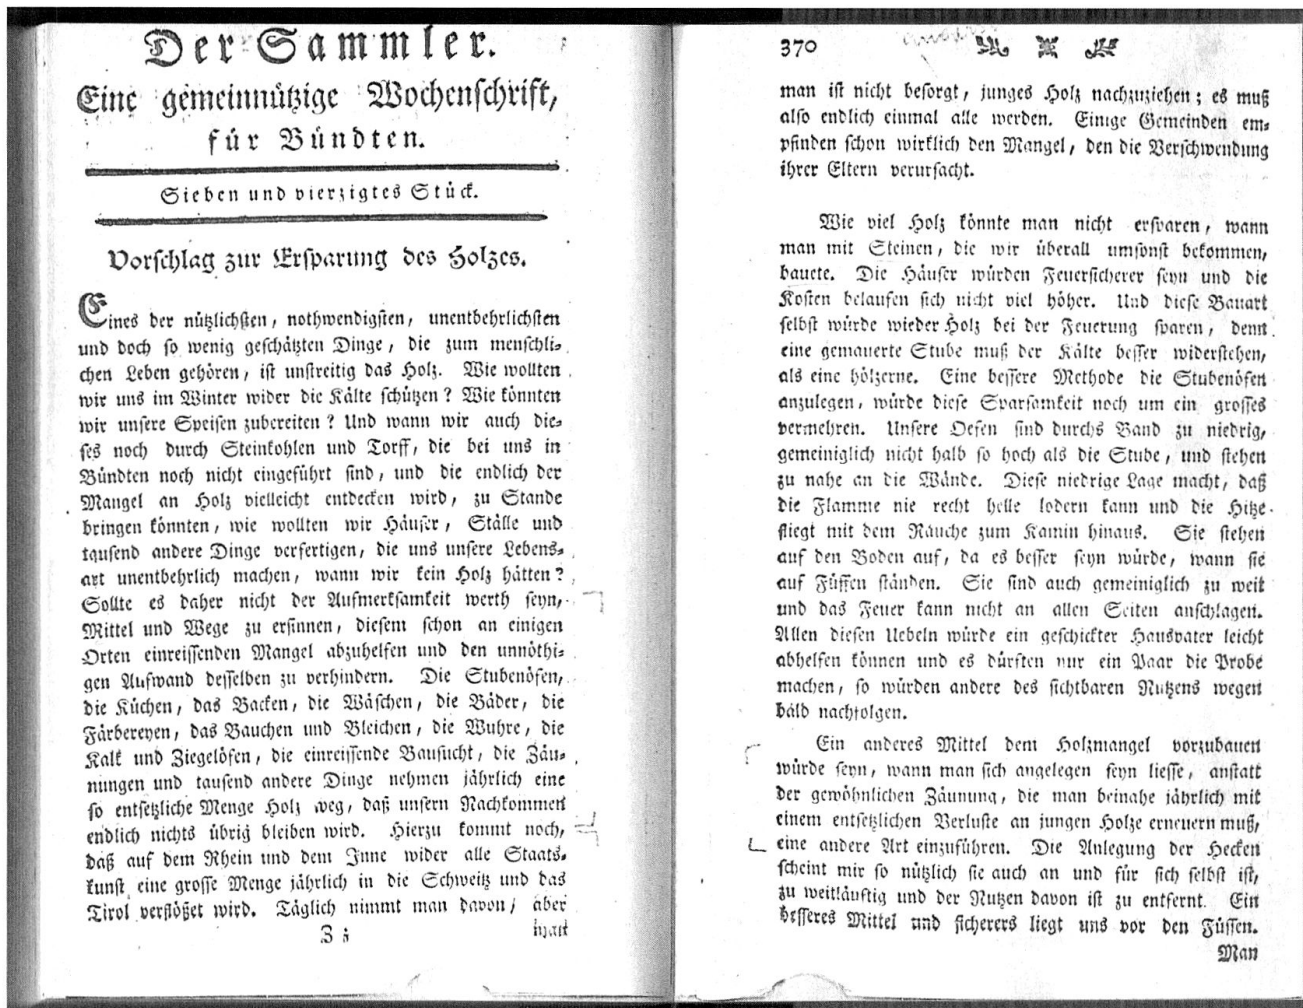 Der Sammler.
Eine gemeinnützige Wochenschrift,
für Bündten.
Sieben und vierzigtes Stück.
Vorschlag zur Ersparung des Holzes.
Eines der nützlichsten, nothwendigsten, unentbehrlichsten
und doch so wenig geschätzten Dinge, die zum menschli-
chen Leben gehören, ist unstreitig das Holz. Wie wollten
wir uns im Winter wider die Kälte schützen? Wie könnten
wir unsere Speisen zubereiten? Und wann wir auch die-
ses noch durch Steinkohlen und Torff, die bei uns in
Bündten noch nicht eingeführt sind, und die endlich der
Mangel an Holz vielleicht entdecken wird, zu Stande
bringen könnten, wie wollten wir Häuser, Ställe und
tausend andere Dinge verfertigen, die uns unsere Lebens-
art unentbehrlich machen, wann wir kein Holz hätten?
Sollte es daher nicht der Aufmerksamkeit werth seyn,
Mittel und Wege zu ersinnen, diesem schon an einigen
Orten einreissenden Mangel abzuhelfen und den unnöthi-
gen Aufwand desselben zu verhindern. Die Stubenöfen,
die Küchen, das Backen, die Wäschen, die Bäder, die
Färbereyen, das Bauchen und Bleichen, die Wuhre, die
Kalk und Ziegelöfen, die einreissende Bausucht, die Zäu-
nungen und tausend andere Dinge nehmen jährlich eine
so entsetzliche Menge Holz weg, daß unsern Nachkommen
endlich nichts übrig bleiben wird. Hierzu kommt noch,
daß auf dem Rhein und dem Inne wider alle Staats-
kunst eine grosse Menge jährlich in die Schweitz und das
Tirol verflößet wird. Täglich nimmt man davon, aber
Z z
man
370
man ist nicht besorgt, junges Holz nachzuziehen; es muß
also endlich einmal alle werden. Einige Gemeinden em-
pfinden schon wirklich den Mangel, den die Verschwendung
ihrer Eltern verursacht.
Wie viel Holz könnte man nicht ersparen, wann
man mit Steinen, die wir überall umsonst bekommen,
bauete. Die Häuser würden Feuersicherer seyn und die
Kosten belaufen sich nicht viel höher. Und diese Bauart
selbst würde wieder Holz bei der Feuerung sparen, denn
eine gemauerte Stube muß der Kälte besser widerstehen,
als eine hölzerne. Eine bessere Methode die Stubenöfen
anzulegen, würde diese Sparsamkeit noch um ein grosses
vermehren. Unsere Oefen sind durchs Band zu niedrig,
gemeiniglich nicht halb so hoch als die Stube, und stehen
zu nahe an die Wände. Diese niedrige Lage macht, daß
die Flamme nie recht helle lodern kann und die Hitze
fliegt mit dem Rauche zum Kamin hinaus. Sie stehen
auf den Boden auf, da es besser seyn würde, wann sie
auf Füssen ständen. Sie sind auch gemeiniglich zu weit
und das Feuer kann nicht an allen Seiten anschlagen.
Allen diesen Uebeln würde ein geschickter Hausvater leicht
abhelfen können und es dürften nur ein Paar die Probe
machen, so würden andere des sichtbaren Nutzens wegen
bald nachfolgen.
Ein anderes Mittel dem Holzmangel vorzubauen
würde seyn, wann man sich angelegen seyn liesse, anstatt
der gewöhnlichen Zäunung, die man beinahe jährlich mit
einem entsetzlichen Verluste an jungen Holze erneuern muß,
eine andere Art einzuführen. Die Anlegung der Hecken
scheint mir so nützlich sie auch an und für sich selbst ist,
zu weitläuftig und der Nutzen davon ist zu entfernt. Ein
besseres Mittel und sicherers liegt uns vor den Füssen.
Man